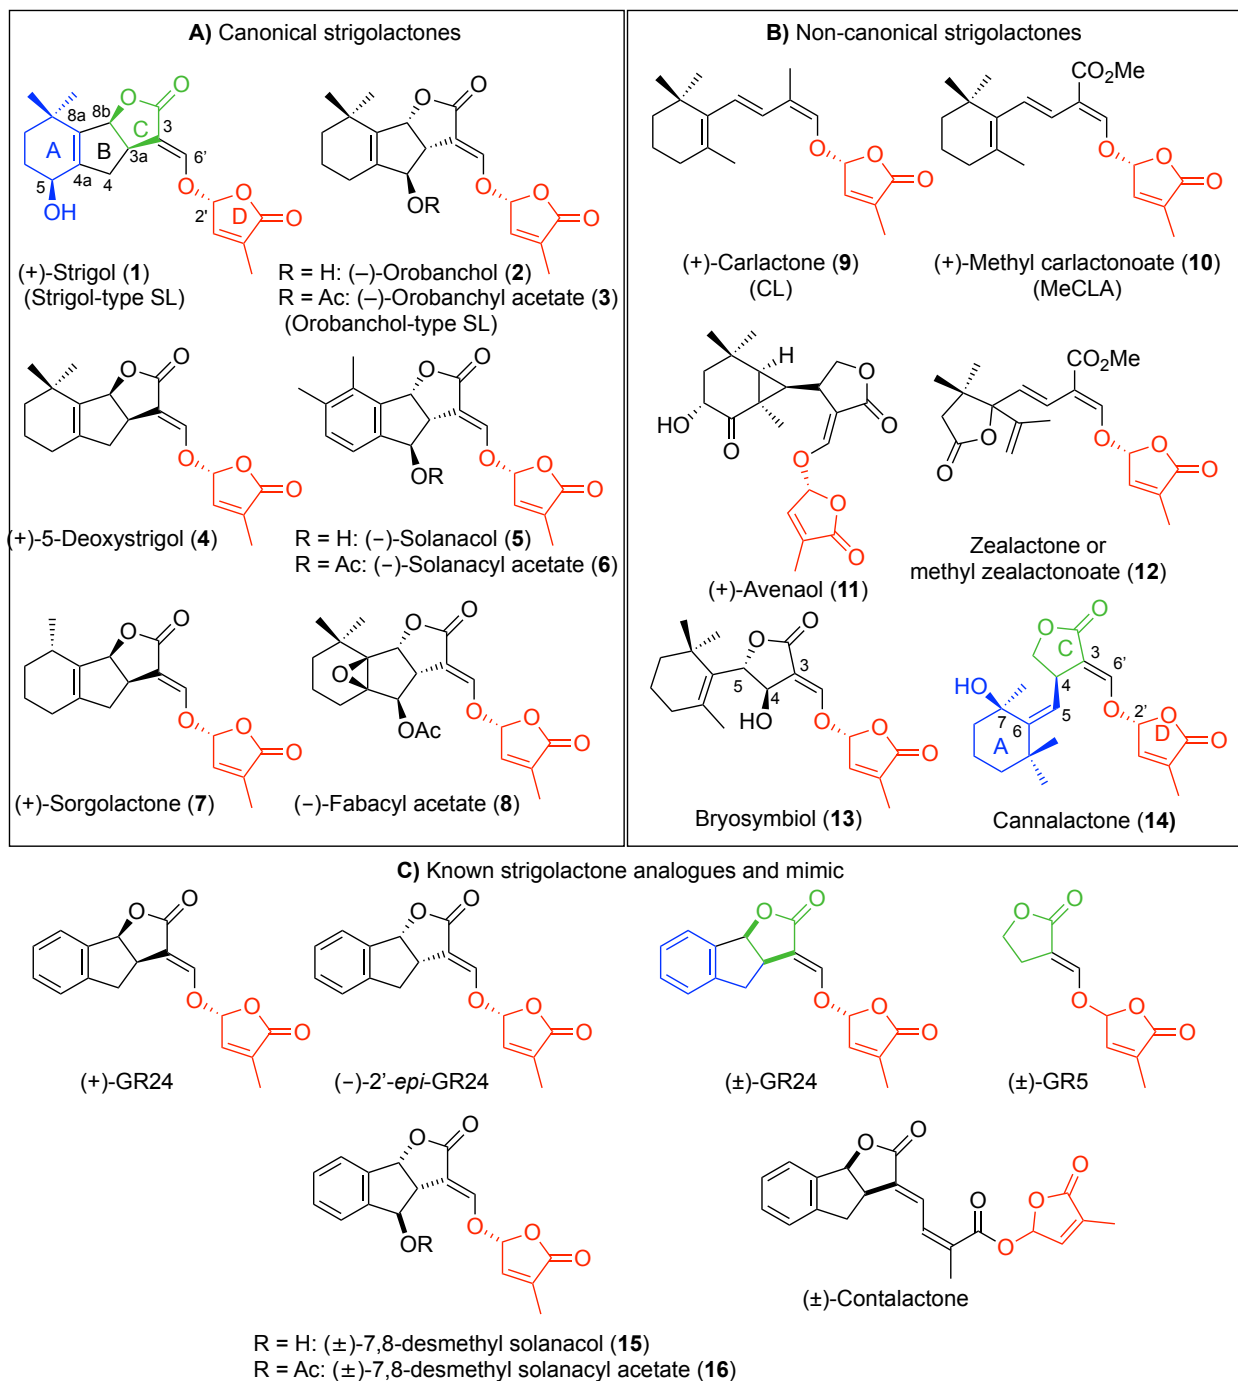 A) Canonical strigolactones
O
O
8a
8b
C
3
A
B
3a
6'
5
4a
4
O
OH
2'
O
D
O
(+)-Strigol (1)
(Strigol-type SL)
O
O
O
OR
O
O
R = H: (–)-Orobanchol (2)
R = Ac: (–)-Orobanchyl acetate (3)
(Orobanchol-type SL)
O
O
O
O
O
(+)-5-Deoxystrigol (4)
O
O
O
OR
O
O
R = H: (−)-Solanacol (5)
R = Ac: (−)-Solanacyl acetate (6)
O
O
O
O
O
(+)-Sorgolactone (7)
O
O
O
O
OAc
O
O
(−)-Fabacyl acetate (8)
B) Non-canonical strigolactones
O
O
O
(+)-Carlactone (9)
(CL)
CO2Me
O
O
O
(+)-Methyl carlactonoate (10)
(MeCLA)
H
O
HO
O
O
O
O
O
(+)-Avenaol (11)
CO2Me
O
O
O
O
O
Zealactone or
methyl zealactonoate (12)
O
O
3
5
4
HO
O
O
O
Bryosymbiol (13)
O
O
C
3
4
6'
HO
5
7
6
A
O
2'
O
D
O
Cannalactone (14)
C) Known strigolactone analogues and mimic
O
O
O
O
O
(+)-GR24
O
O
O
O
O
(−)-2'-epi-GR24
O
O
O
O
O
(±)-GR24
O
O
O
O
O
(±)-GR5
O
O
O
OR
O
O
R = H: (±)-7,8-desmethyl solanacol (15)
R = Ac: (±)-7,8-desmethyl solanacyl acetate (16)
O
O
O
O
O
O
(±)-Contalactone